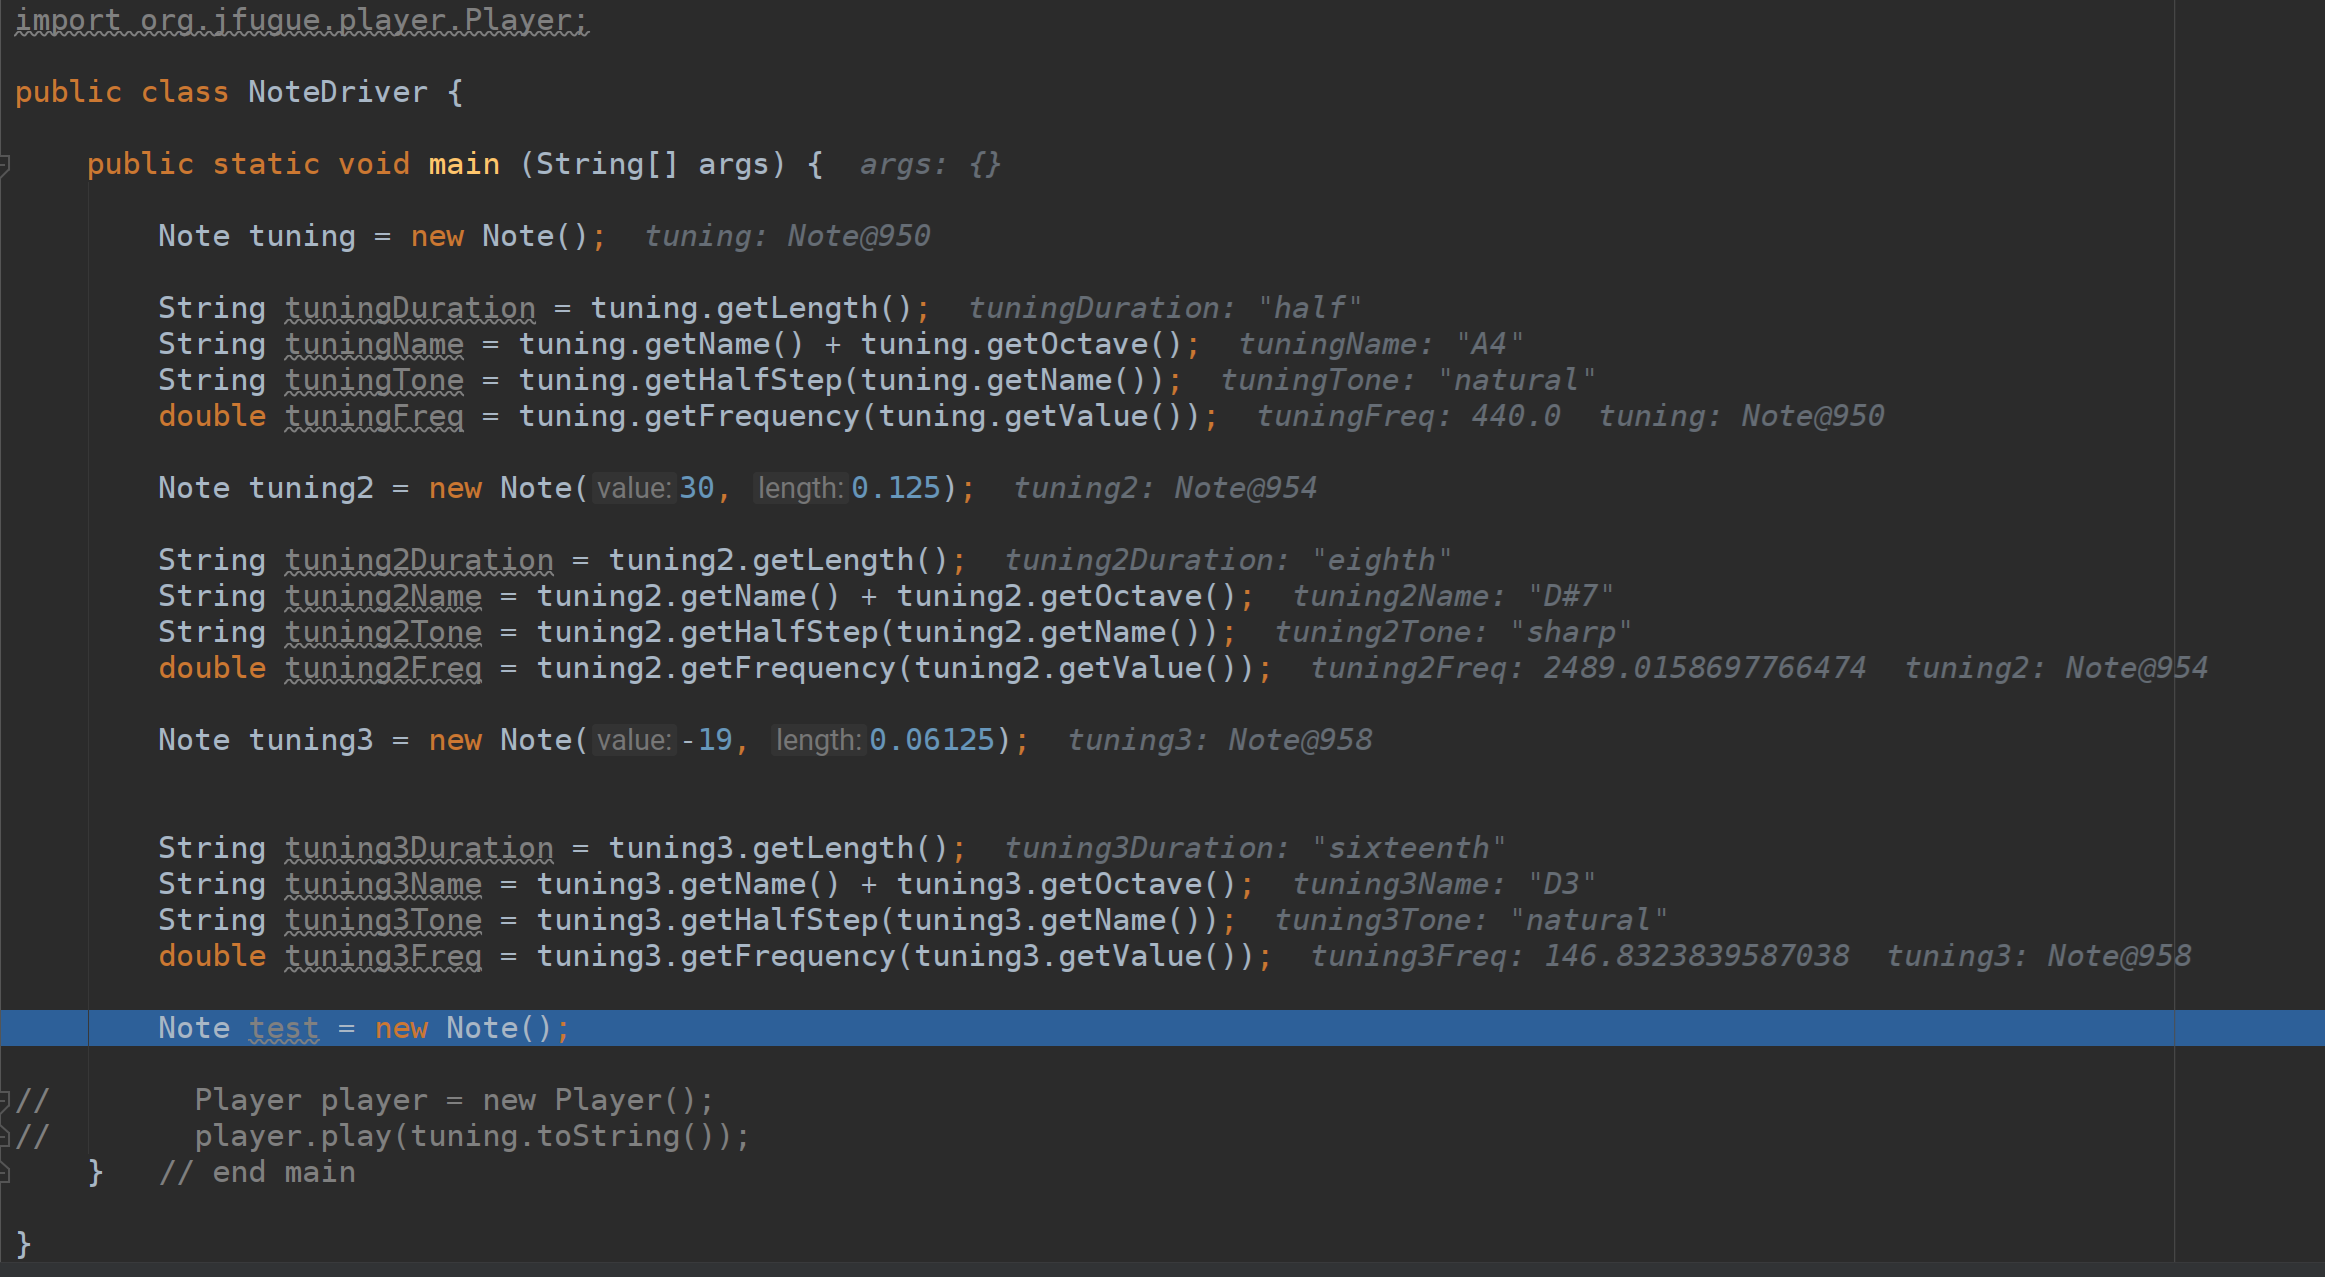 import org.jfugue.player.Player;
public class NoteDriver {
public static void main (String[] args) { args: {}
Note tuning = new Note(); tuning: Note@950
String tuningDuration = tuning.getLength(); tuningDuration: "half"
String tuningName = tuning.getName() + tuning.getOctave(); tuningName: "A4"
String tuningTone = tuning.getHalfStep(tuning.getName()); tuningTone: "natural"
double tuningFreq = tuning.getFrequency(tuning.getValue()); tuningFreq: 440.0 tuning: Note@950
Note tuning2 = new Note( value: 30, length: 0.125); tuning2: Note@954
String tuning2Duration = tuning2.getLength(); tuning2Duration: "eighth"
String tuning2Name = tuning2.getName() + tuning2.getOctave(); tuning2Name: "D#7"
String tuning2Tone = tuning2.getHalfStep(tuning2.getName()); tuning2Tone: "sharp"
double tuning2Freq = tuning2.getFrequency(tuning2.getValue()); tuning2Freq: 2489.0158697766474 tuning2: Note@954
Note tuning3 = new Note( value: -19, length: 0.06125); tuning3: Note@958
String tuning3Duration = tuning3.getLength(); tuning3Duration: "sixteenth"
String tuning3Name = tuning3.getName() + tuning3.getOctave(); tuning3Name: "D3"
String tuning3Tone = tuning3.getHalfStep(tuning3.getName()); tuning3Tone: "natural"
double tuning3Freq = tuning3.getFrequency(tuning3.getValue()); tuning3Freq: 146.8323839587038 tuning3: Note@958
Note test = new Note();
// Player player = new Player();
// player.play(tuning.toString());
} // end main
}